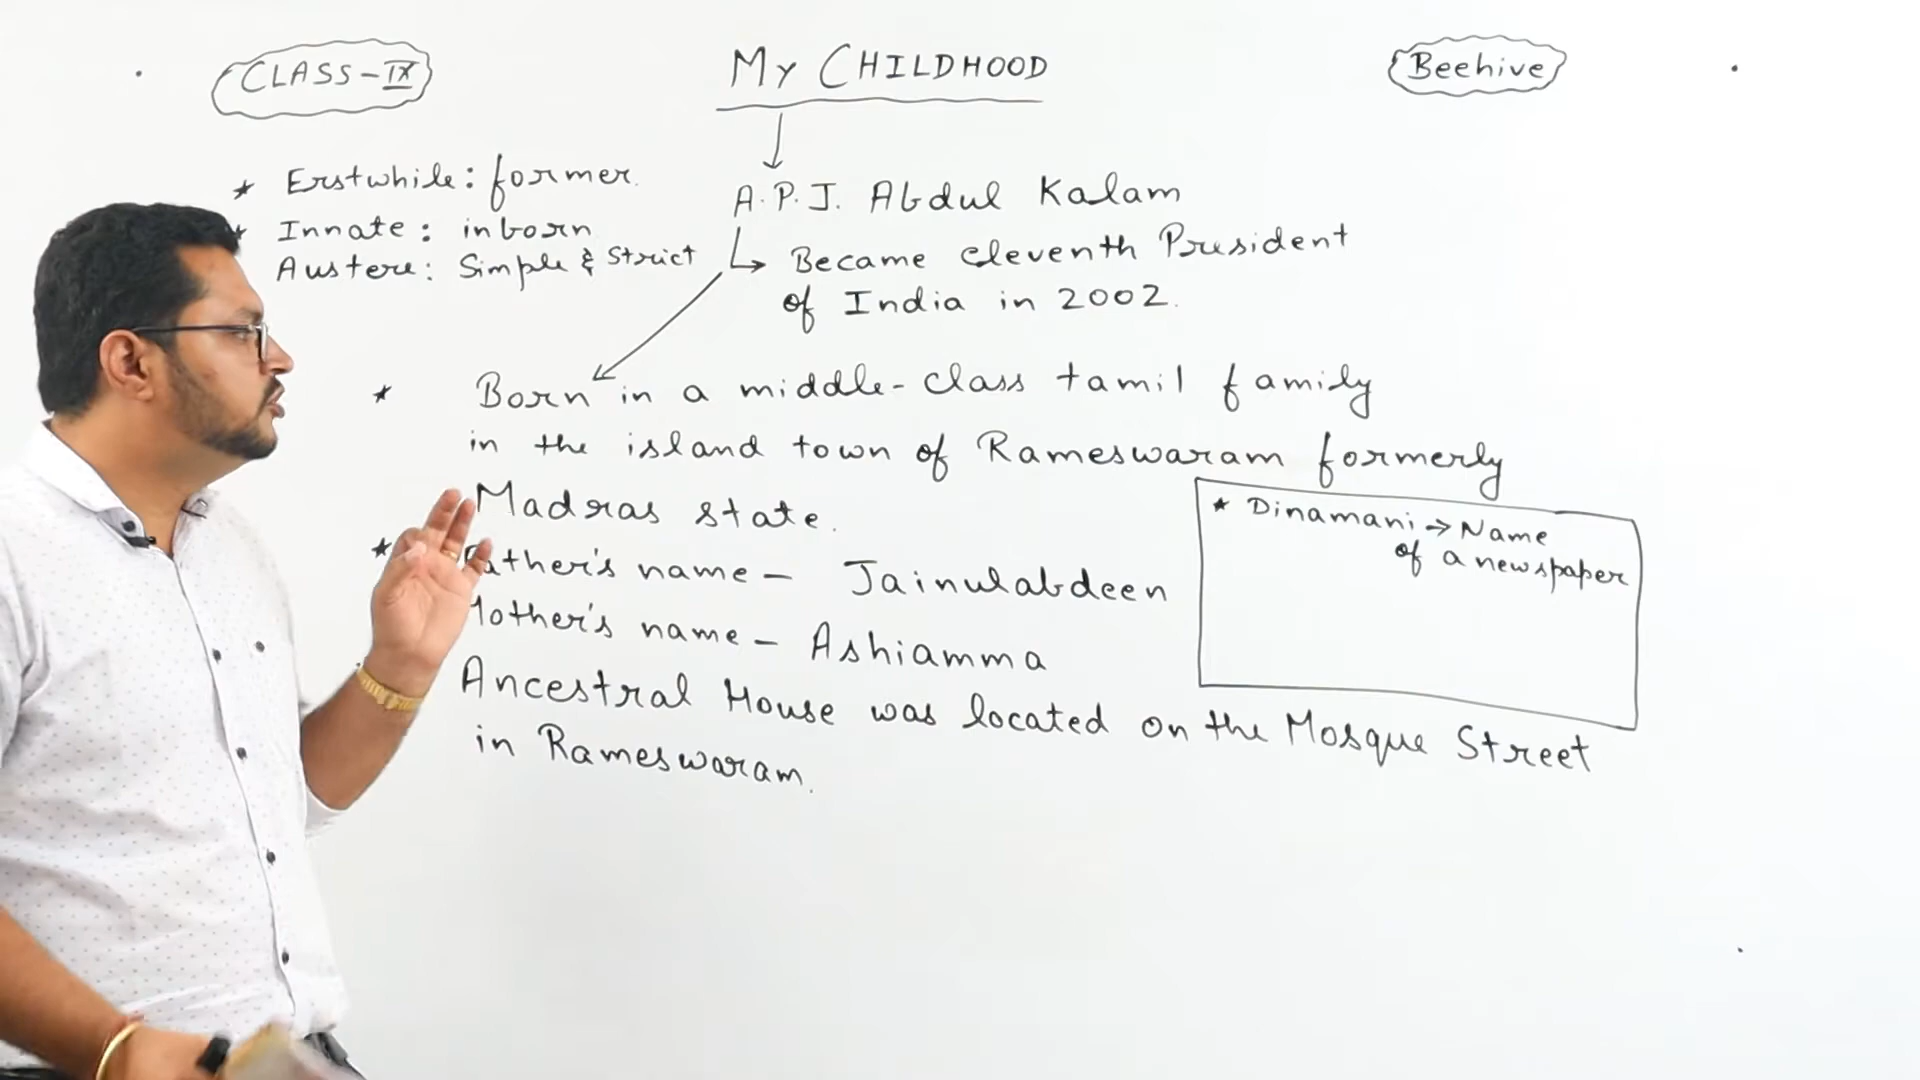 CLASS-IX
MY CHILDHOOD
Beehive
* Erstwhile: former.
* Innate: inborn
Austere: Simple & Strict
A.P.J. Abdul Kalam
Became eleventh President
of India in 2002.
* Born in a middle-class tamil family
in the island town of Rameswaram formerly
Madras state.
* Father's name - Jainulabdeen
Mother's name - Ashiamma
Ancestral House was located on the Mosque Street
in Rameswaram.
* Dinamani → Name
of a newspaper